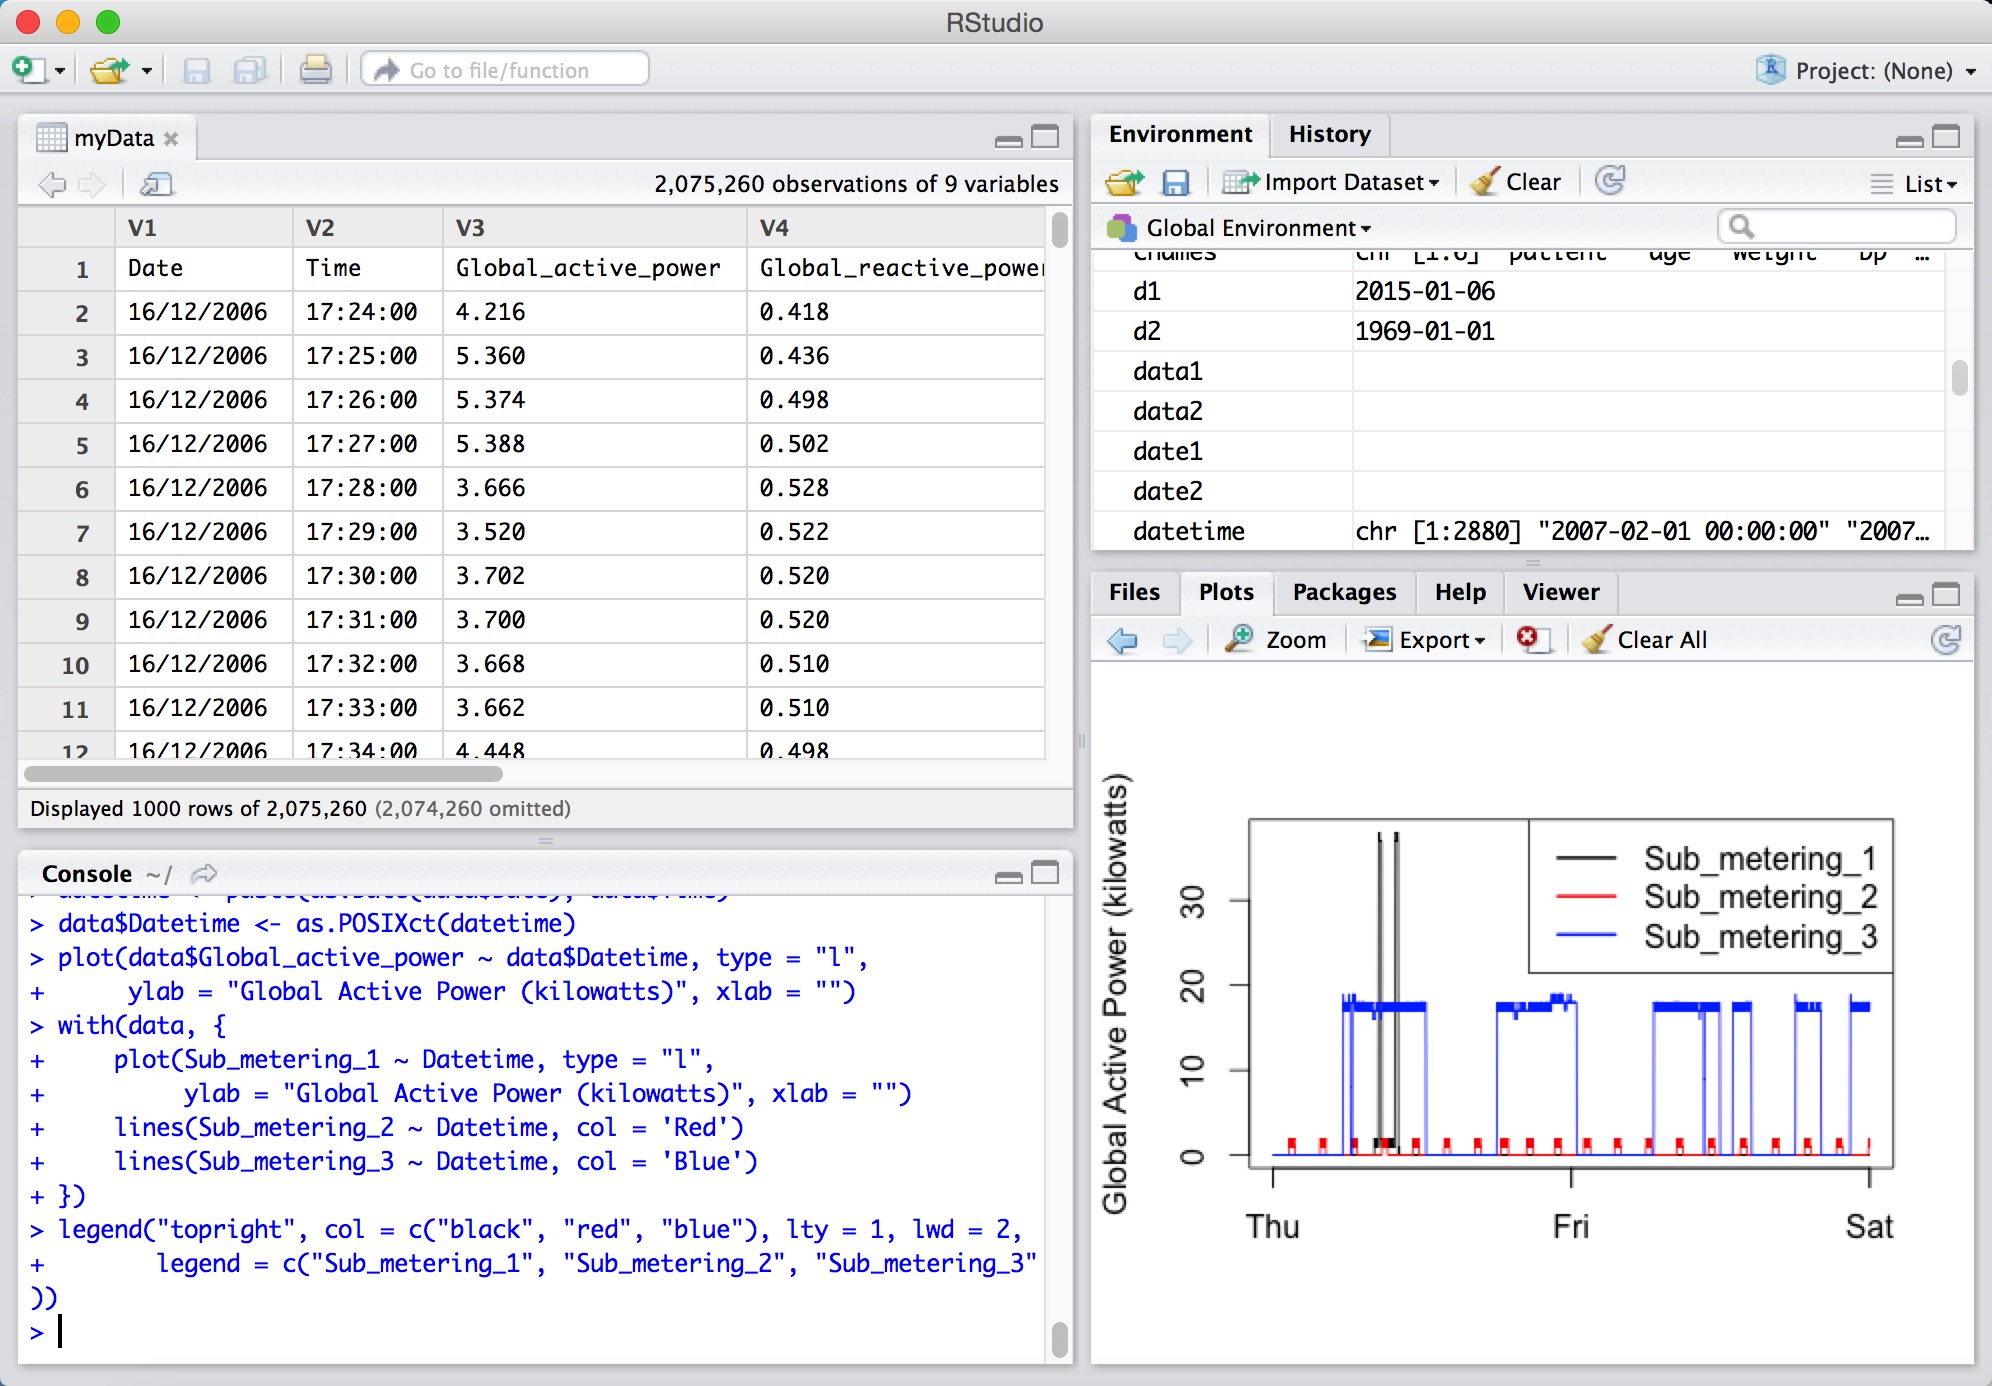 RStudio
Go to file/function
Project: (None)
myData
2,075,260 observations of 9 variables
V1 V2 V3 V4
1 Date Time Global_active_power Global_reactive_power
2 16/12/2006 17:24:00 4.216 0.418
3 16/12/2006 17:25:00 5.360 0.436
4 16/12/2006 17:26:00 5.374 0.498
5 16/12/2006 17:27:00 5.388 0.502
6 16/12/2006 17:28:00 3.666 0.528
7 16/12/2006 17:29:00 3.520 0.522
8 16/12/2006 17:30:00 3.702 0.520
9 16/12/2006 17:31:00 3.700 0.520
10 16/12/2006 17:32:00 3.668 0.510
11 16/12/2006 17:33:00 3.662 0.510
12 16/12/2006 17:34:00 4.448 0.498
Displayed 1000 rows of 2,075,260 (2,074,260 omitted)
Console ~/
> data$Datetime <- as.POSIXct(datetime)
> plot(data$Global_active_power ~ data$Datetime, type = "l",
+      ylab = "Global Active Power (kilowatts)", xlab = "")
> with(data, {
+     plot(Sub_metering_1 ~ Datetime, type = "l",
+          ylab = "Global Active Power (kilowatts)", xlab = "")
+     lines(Sub_metering_2 ~ Datetime, col = 'Red')
+     lines(Sub_metering_3 ~ Datetime, col = 'Blue')
+ })
> legend("topright", col = c("black", "red", "blue"), lty = 1, lwd = 2,
+        legend = c("Sub_metering_1", "Sub_metering_2", "Sub_metering_3"
))
>
Environment History
Import Dataset Clear List
Global Environment
cnames chr [1:6] "patient" "age" "weight" "bp" …
d1 2015-01-06
d2 1969-01-01
data1
data2
date1
date2
datetime chr [1:2880] "2007-02-01 00:00:00" "2007…
Files Plots Packages Help Viewer
Zoom Export Clear All
Global Active Power (kilowatts)
30
20
10
0
Sub_metering_1
Sub_metering_2
Sub_metering_3
Thu Fri Sat